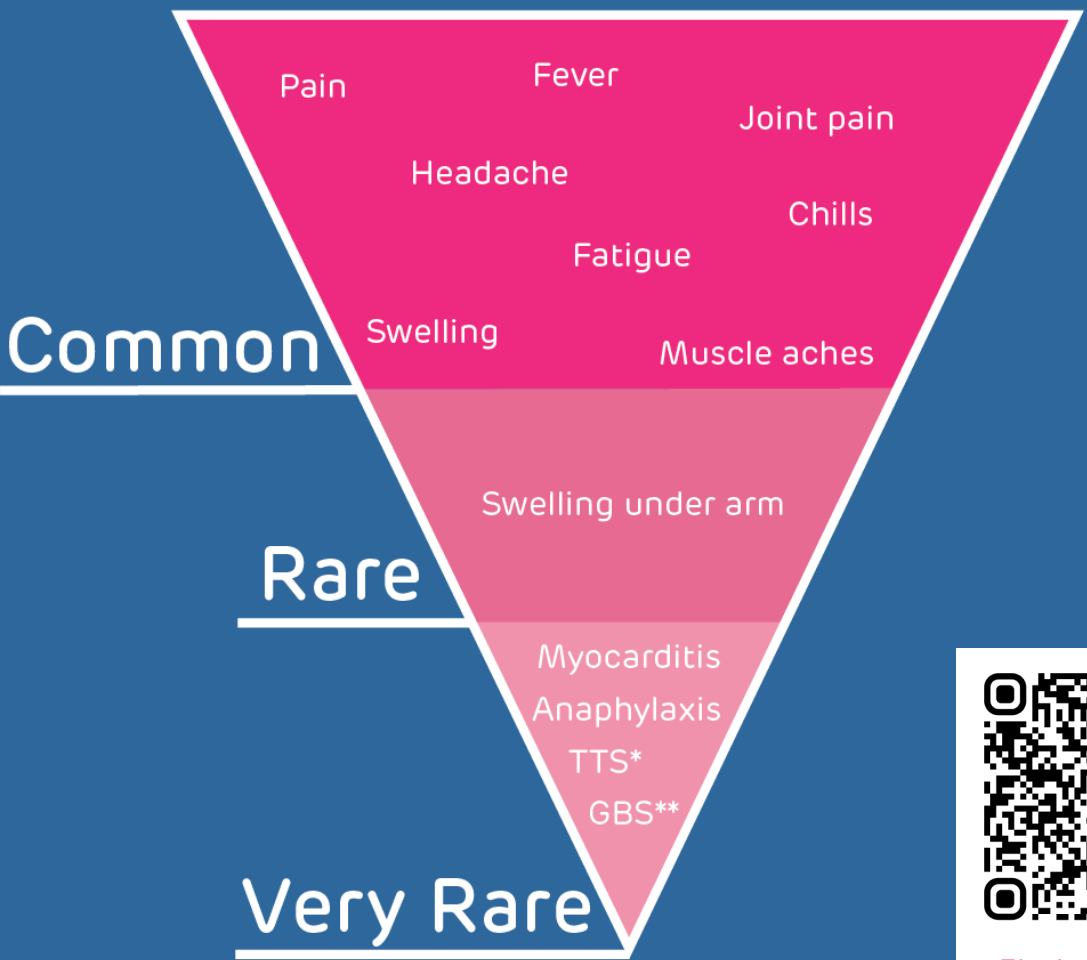 Pain
Fever
Joint pain
Headache
Chills
Fatigue
Swelling
Muscle aches
Common
Swelling under arm
Rare
Myocarditis
Anaphylaxis
TTS*
GBS**
Very Rare